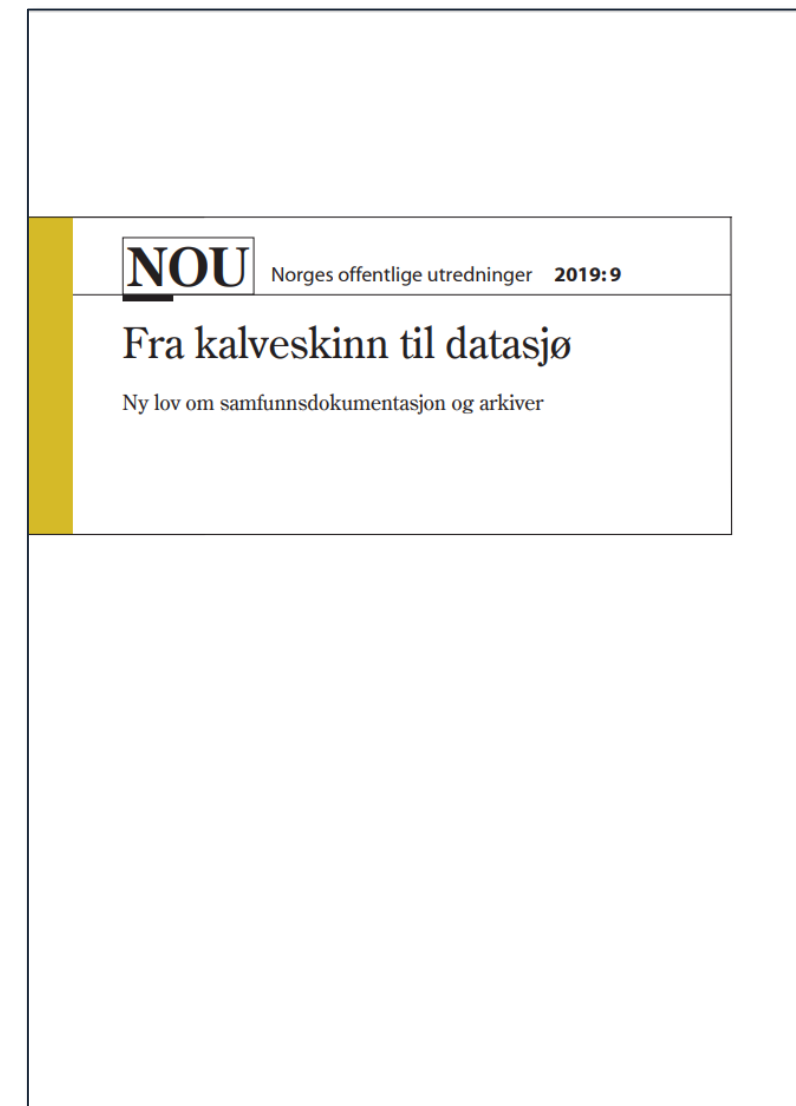 NOU Norges offentlige utredninger 2019: 9
Fra kalveskinn til datasjø
Ny lov om samfunnsdokumentasjon og arkiver